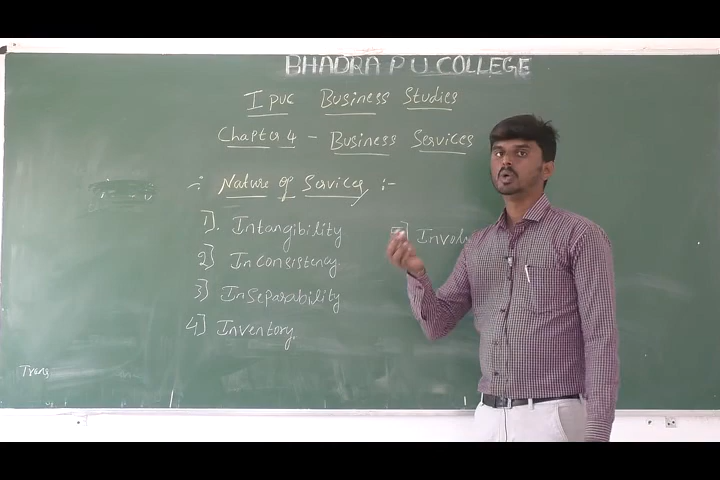 BHADRA P U COLLEGE
I PUC Business Studies
Chapter 4 - Business Services
÷ Nature of Services :-
1]. Intangibility
2] Inconsistency
3] Inseparability
4] Inventory.
5] Involv
Trans